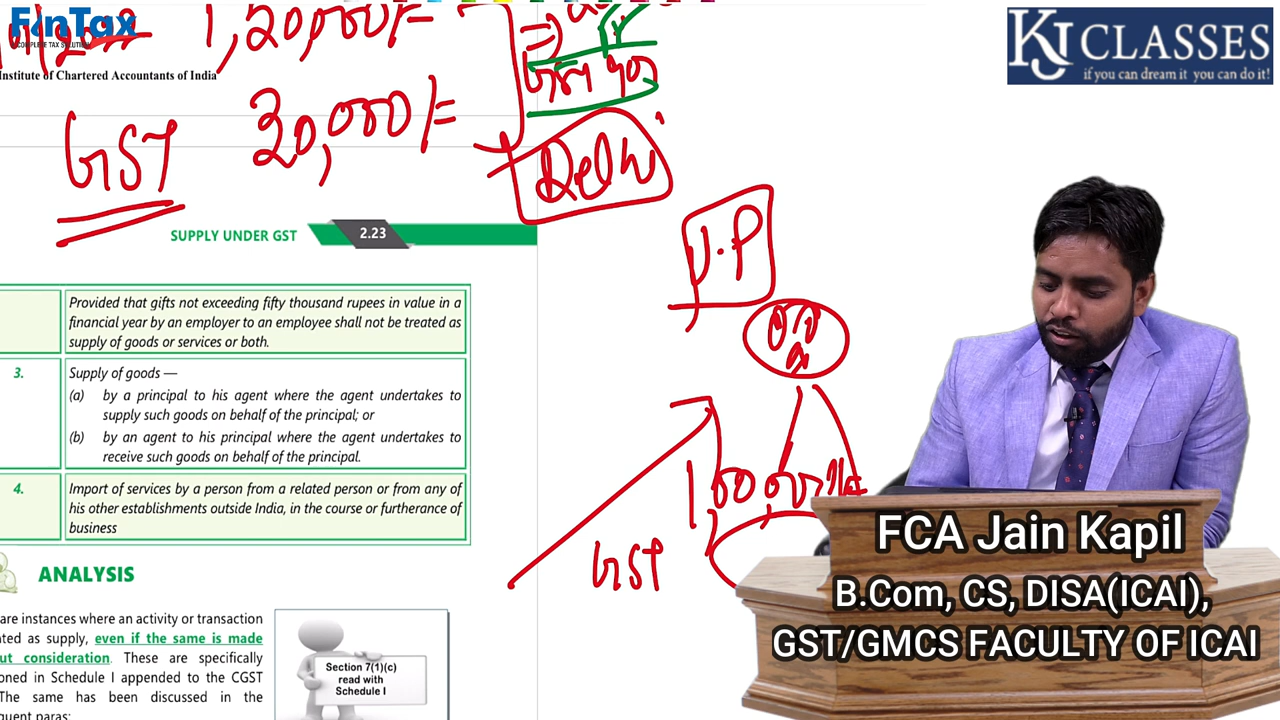 FinTax
COMPLETE TAX SOLUTION
1,20,000/-
Institute of Chartered Accountants of India
GST 30,000/-
Delhi
KJ CLASSES
if you can dream it you can do it!
SUPPLY UNDER GST 2.23
U.P
Provided that gifts not exceeding fifty thousand rupees in value in a
financial year by an employer to an employee shall not be treated as
supply of goods or services or both.
3. Supply of goods —
(a) by a principal to his agent where the agent undertakes to
supply such goods on behalf of the principal; or
(b) by an agent to his principal where the agent undertakes to
receive such goods on behalf of the principal.
4. Import of services by a person from a related person or from any of
his other establishments outside India, in the course or furtherance of
business
GST
ANALYSIS
are instances where an activity or transaction
ated as supply, even if the same is made
ut consideration. These are specifically
oned in Schedule I appended to the CGST
The same has been discussed in the
quent paras:
Section 7(1)(c)
read with
Schedule I
FCA Jain Kapil
B.Com, CS, DISA(ICAI),
GST/GMCS FACULTY OF ICAI